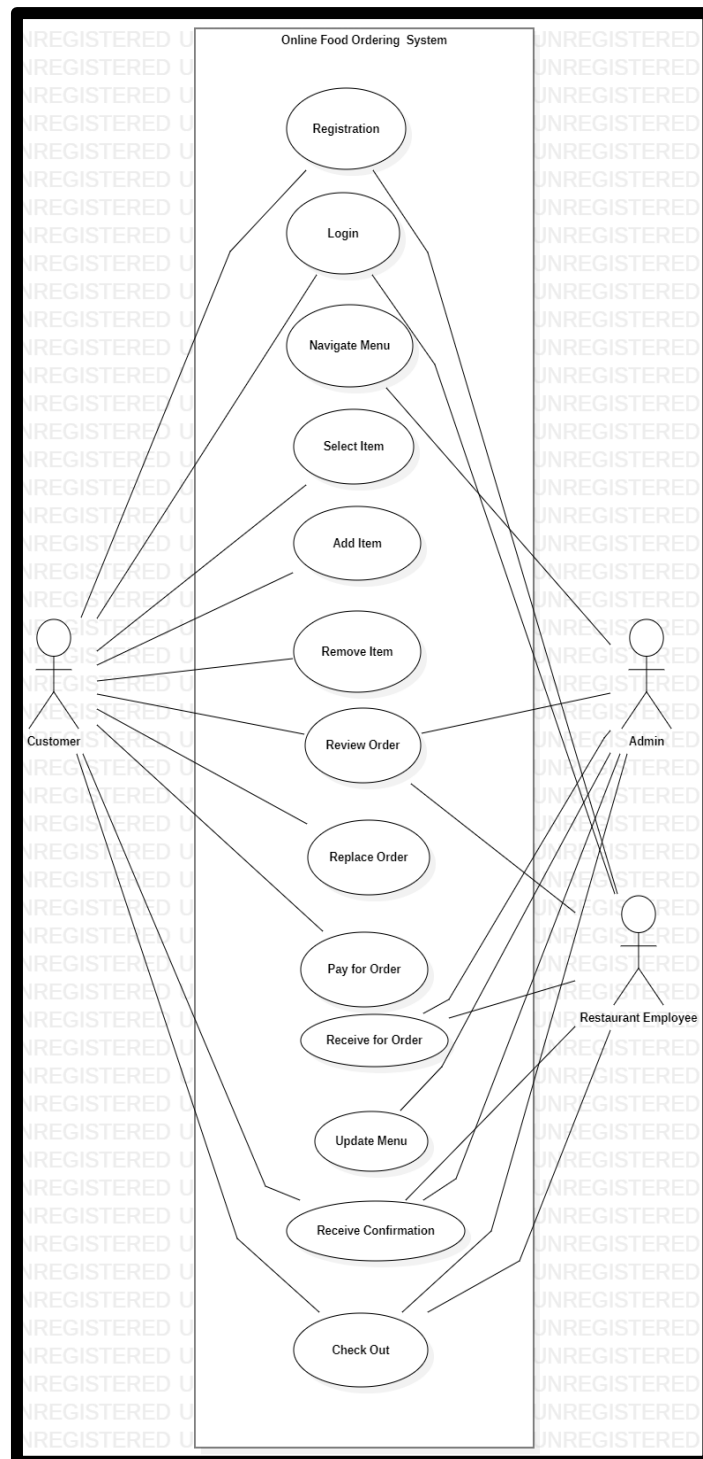 Online Food Ordering System
Registration
Login
Navigate Menu
Select Item
Add Item
Remove Item
Customer
Review Order
Admin
Replace Order
Pay for Order
Restaurant Employee
Receive for Order
Update Menu
Receive Confirmation
Check Out